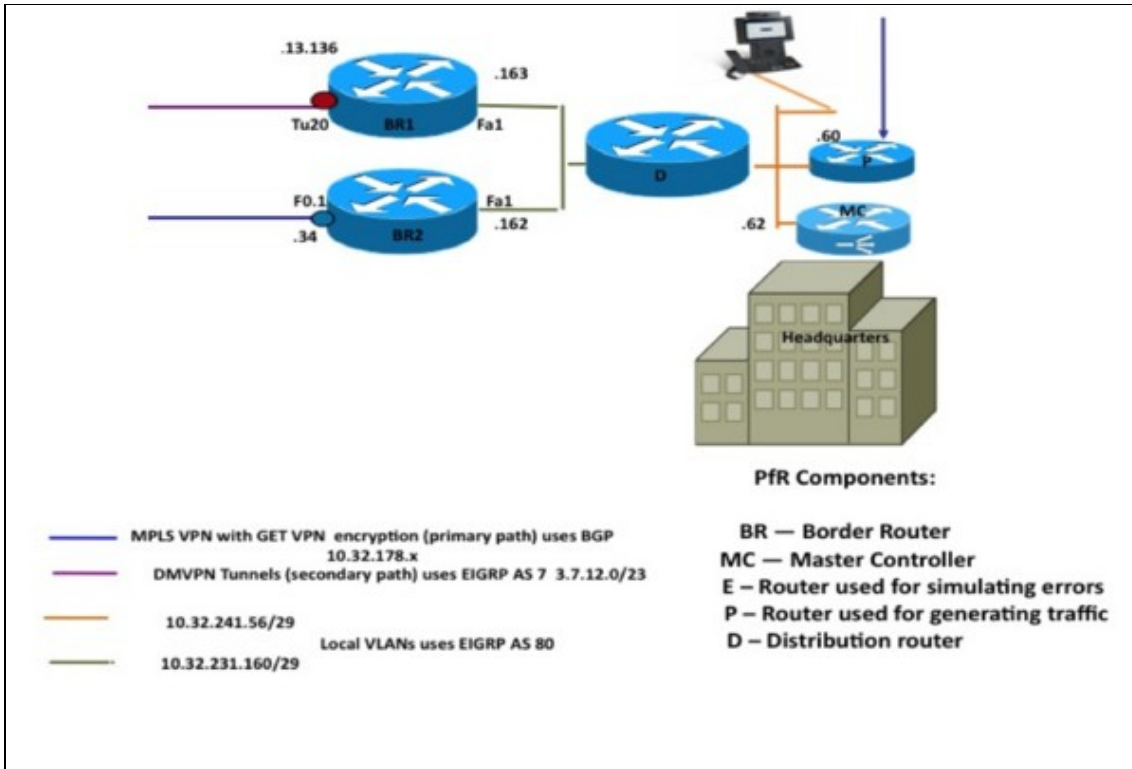 .13.136
.163
Tu20
BR1
Fa1
D
.60
P
F0.1
Fa1
MC
.34
BR2
.162
.62
Headquarters
PfR Components:
MPLS VPN with GET VPN encryption (primary path) uses BGP
10.32.178.x
DMVPN Tunnels (secondary path) uses EIGRP AS 7 3.7.12.0/23
10.32.241.56/29
Local VLANs uses EIGRP AS 80
10.32.231.160/29
BR — Border Router
MC — Master Controller
E – Router used for simulating errors
P – Router used for generating traffic
D – Distribution router